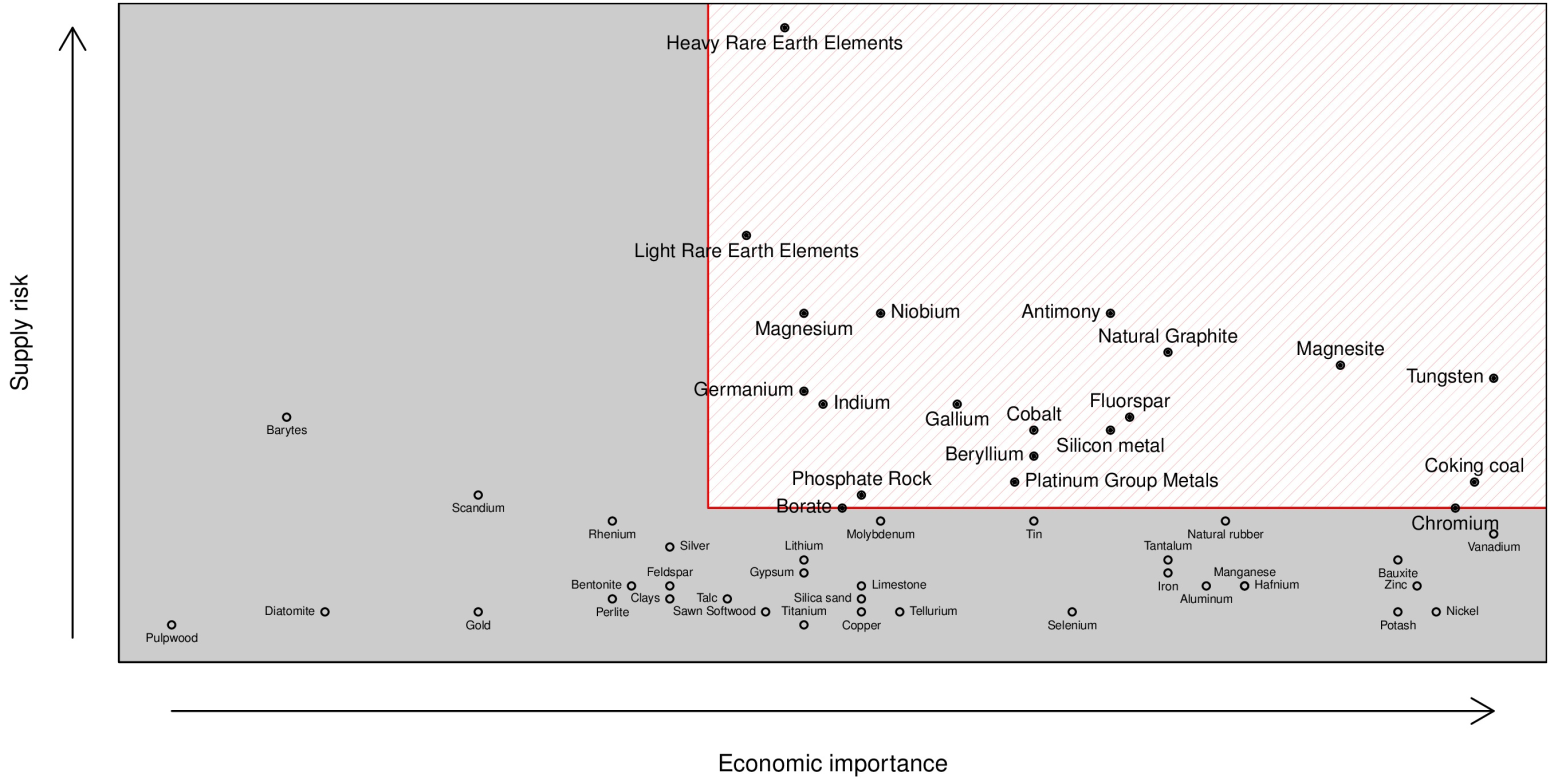 Heavy Rare Earth Elements
Light Rare Earth Elements
Niobium
Antimony
Magnesium
Natural Graphite
Magnesite
Tungsten
Germanium
Indium
Fluorspar
Gallium
Cobalt
Barytes
Silicon metal
Beryllium
Coking coal
Phosphate Rock
Platinum Group Metals
Scandium
Borate
Chromium
Rhenium
Molybdenum
Tin
Natural rubber
Silver
Lithium
Tantalum
Vanadium
Feldspar
Gypsum
Manganese
Bauxite
Bentonite
Limestone
Iron
Hafnium
Zinc
Clays
Talc
Silica sand
Aluminum
Perlite
Diatomite
Sawn Softwood
Titanium
Tellurium
Nickel
Gold
Copper
Selenium
Potash
Pulpwood
Supply risk
Economic importance